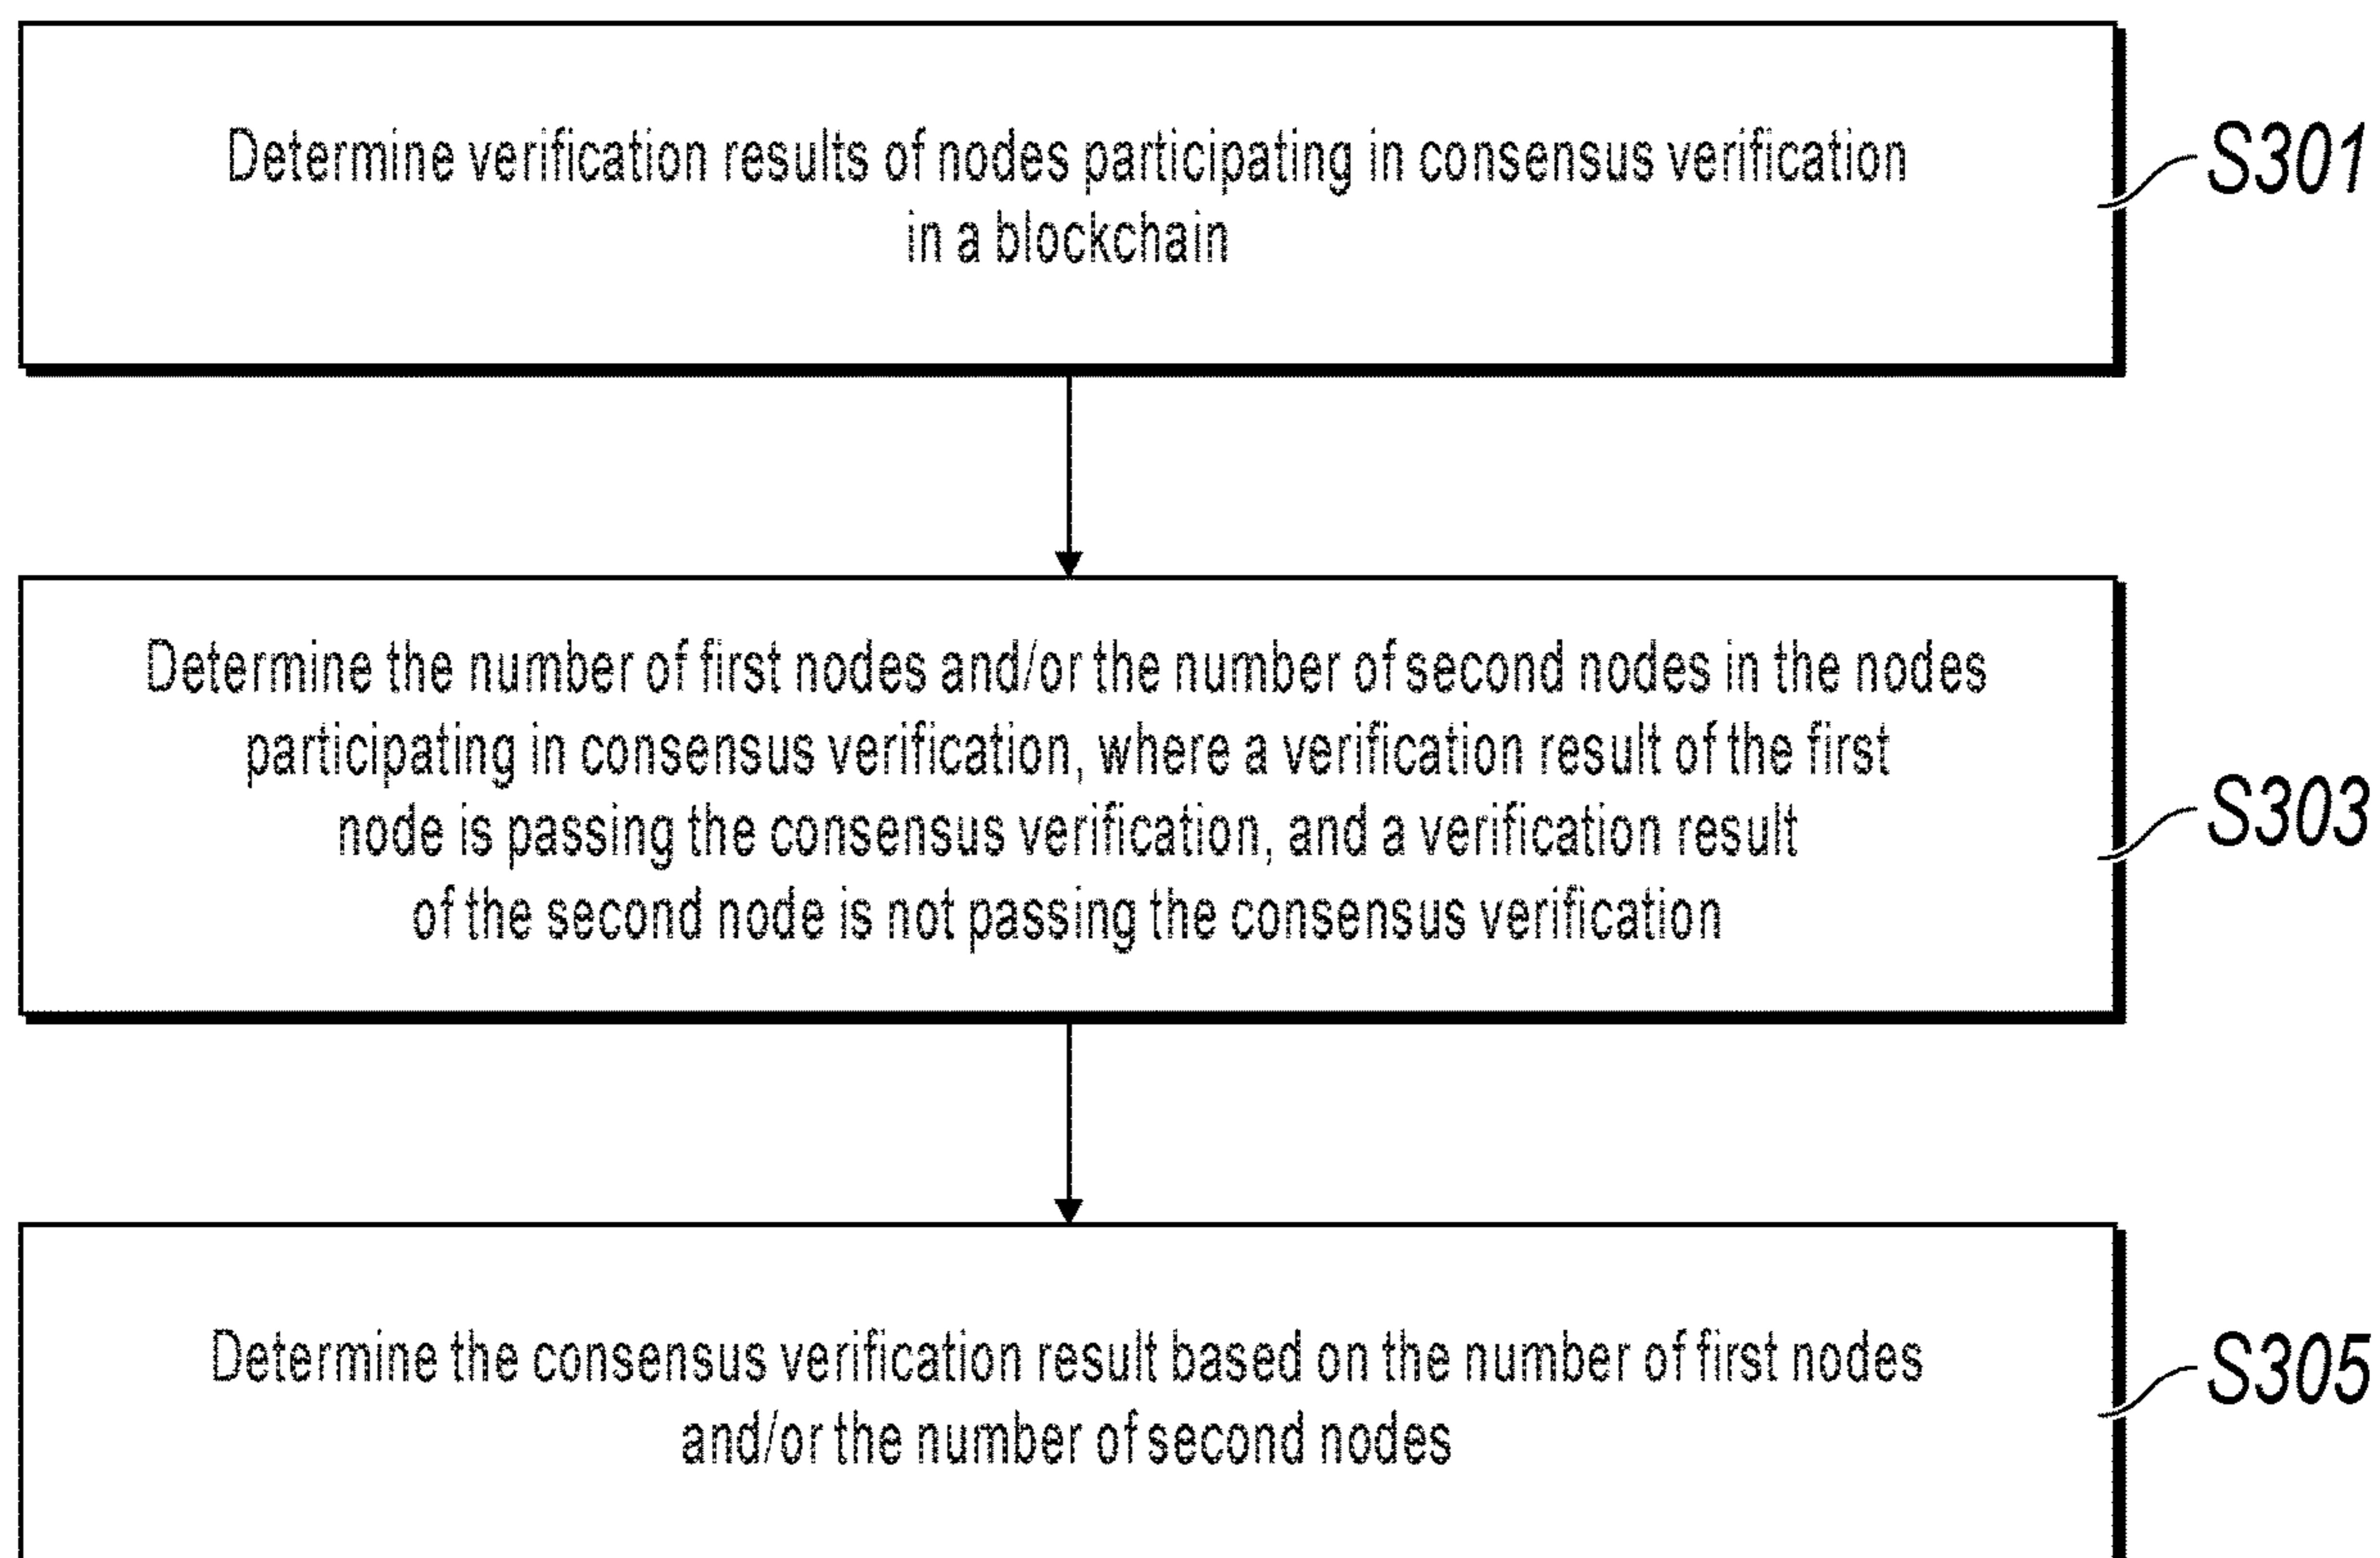 Determine verification results of nodes participating in consensus verification
in a blockchain
S301
Determine the number of first nodes and/or the number of second nodes in the nodes
participating in consensus verification, where a verification result of the first
node is passing the consensus verification, and a verification result
of the second node is not passing the consensus verification
S303
Determine the consensus verification result based on the number of first nodes
and/or the number of second nodes
S305